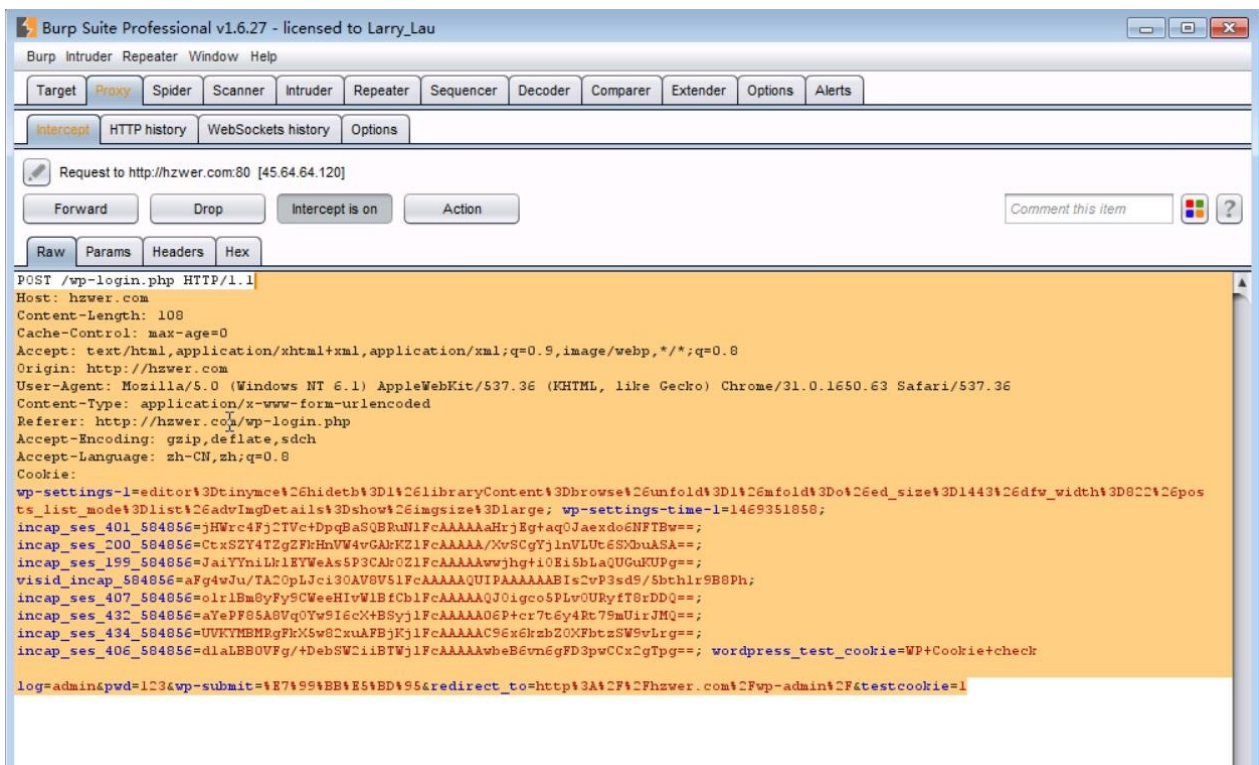 Burp Suite Professional v1.6.27 - licensed to Larry_Lau
Burp Intruder Repeater Window Help
Target Proxy Spider Scanner Intruder Repeater Sequencer Decoder Comparer Extender Options Alerts
Intercept HTTP history WebSockets history Options
Request to http://hzwer.com:80 [45.64.64.120]
Forward Drop Intercept is on Action Comment this item ?
Raw Params Headers Hex
POST /wp-login.php HTTP/1.1
Host: hzwer.com
Content-Length: 108
Cache-Control: max-age=0
Accept: text/html,application/xhtml+xml,application/xml;q=0.9,image/webp,*/*;q=0.8
Origin: http://hzwer.com
User-Agent: Mozilla/5.0 (Windows NT 6.1) AppleWebKit/537.36 (KHTML, like Gecko) Chrome/31.0.1650.63 Safari/537.36
Content-Type: application/x-www-form-urlencoded
Referer: http://hzwer.com/wp-login.php
Accept-Encoding: gzip,deflate,sdch
Accept-Language: zh-CN,zh;q=0.8
Cookie:
wp-settings-1=editor%3Dtinymce%26hidetb%3D1%26libraryContent%3Dbrowse%26unfold%3D1%26mfold%3Do%26ed_size%3D1443%26dfw_width%3D822%26pos
ts_list_mode%3Dlist%26advImgDetails%3Dshow%26imgsize%3Dlarge; wp-settings-time-1=1469351858;
incap_ses_401_584856=jHWrc4Fj2TVc+DpqBaSQBRuN1FcAAAAAaHrjEg+aq0Jaexdo6NFTBw==;
incap_ses_200_584856=CtxSZY4TZgZFkHnVW4vGAkKZ1FcAAAAA/XvSCgYj1nVLUt6SXbuASA==;
incap_ses_199_584856=JaiYYniLk1EYWeAs5P3CAk0Z1FcAAAAAwwjhg+i0Ei5bLaQUGuKUPg==;
visid_incap_584856=aFg4wJu/TA20pLJci30AV8V51FcAAAAAQUIPAAAAAABIs2vP3sd9/5bthlr9B8Ph;
incap_ses_407_584856=olr1Bm8yFy9CWeeHIvW1BfCb1FcAAAAAQJ0igco5PLv0URyfT8rDDQ==;
incap_ses_432_584856=aYePF85A8Vq0Yw9I6cX+BSyj1FcAAAAA06P+cr7t6y4Rt79mUirJMQ==;
incap_ses_434_584856=UVKYMBMRgFkX5w82xuAFBjKj1FcAAAAAC96x6kzbZ0XFbtzSW9vLrg==;
incap_ses_406_584856=dlaLBB0VFg/+DebSW2iiBTWj1FcAAAAAwbeB6vn6gFD3pwCCx2gTpg==; wordpress_test_cookie=WP+Cookie+check
log=admin&pwd=123&wp-submit=%E7%99%BB%E5%BD%95&redirect_to=http%3A%2F%2Fhzwer.com%2Fwp-admin%2F&testcookie=1